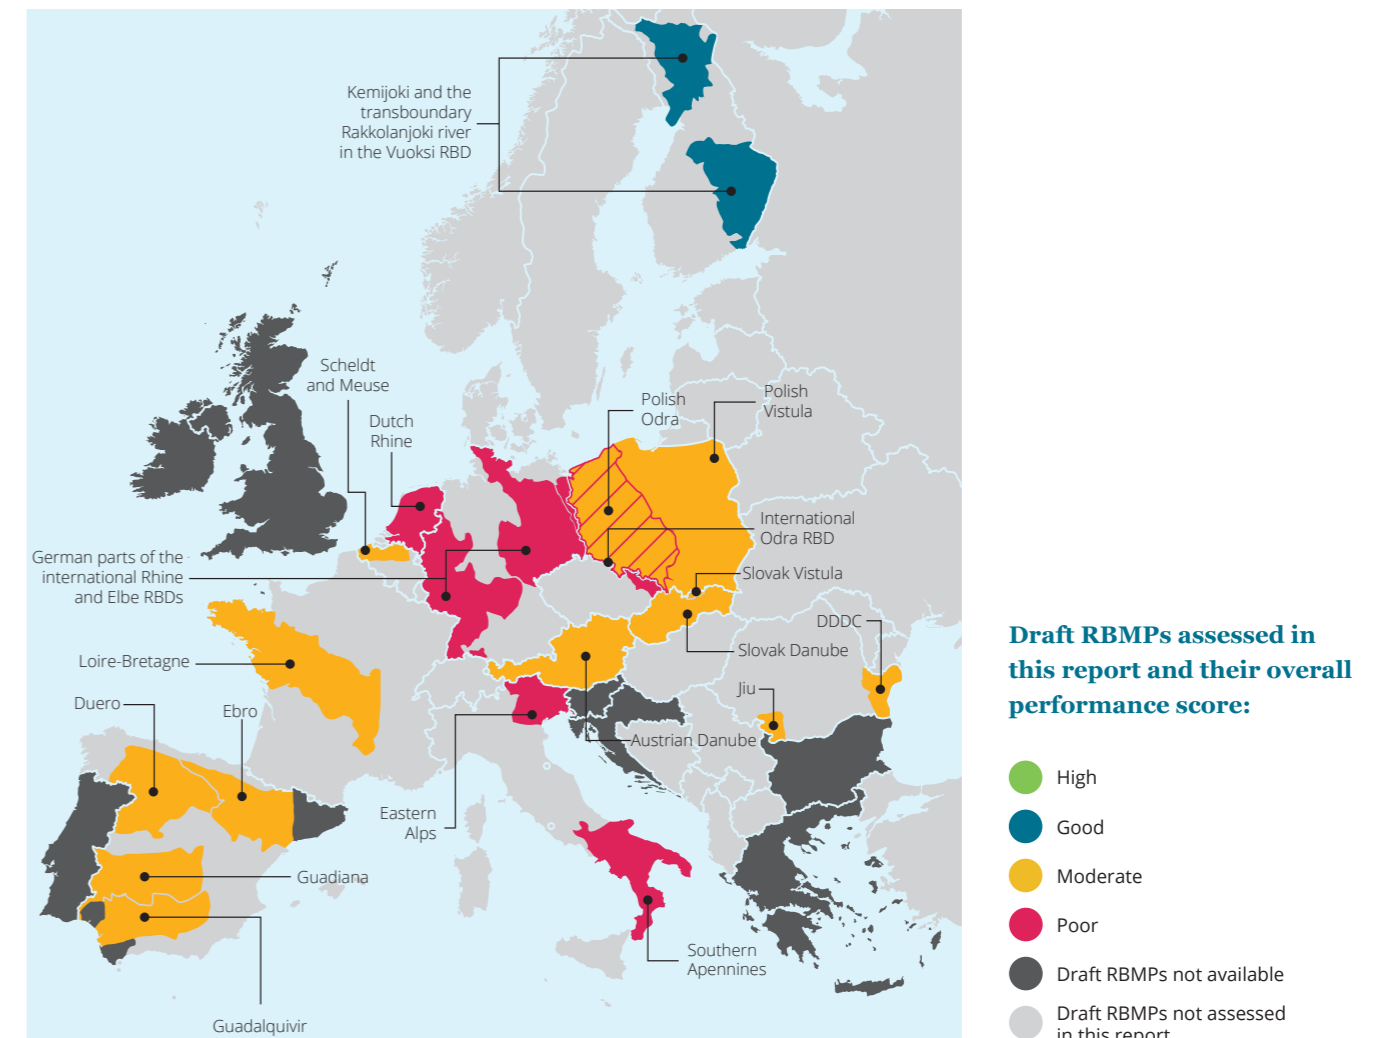 Kemijoki and the
transboundary
Rakkolanjoki river
in the Vuoksi RBD
Scheldt
and Meuse
Dutch
Rhine
Polish
Odra
Polish
Vistula
International
Odra RBD
German parts of the
international Rhine
and Elbe RBDs
Slovak Vistula
DDDC
Slovak Danube
Loire-Bretagne
Jiu
Duero
Ebro
Austrian Danube
Eastern
Alps
Guadiana
Southern
Apennines
Guadalquivir
Draft RBMPs assessed in
this report and their overall
performance score:
High
Good
Moderate
Poor
Draft RBMPs not available
Draft RBMPs not assessed
in this report